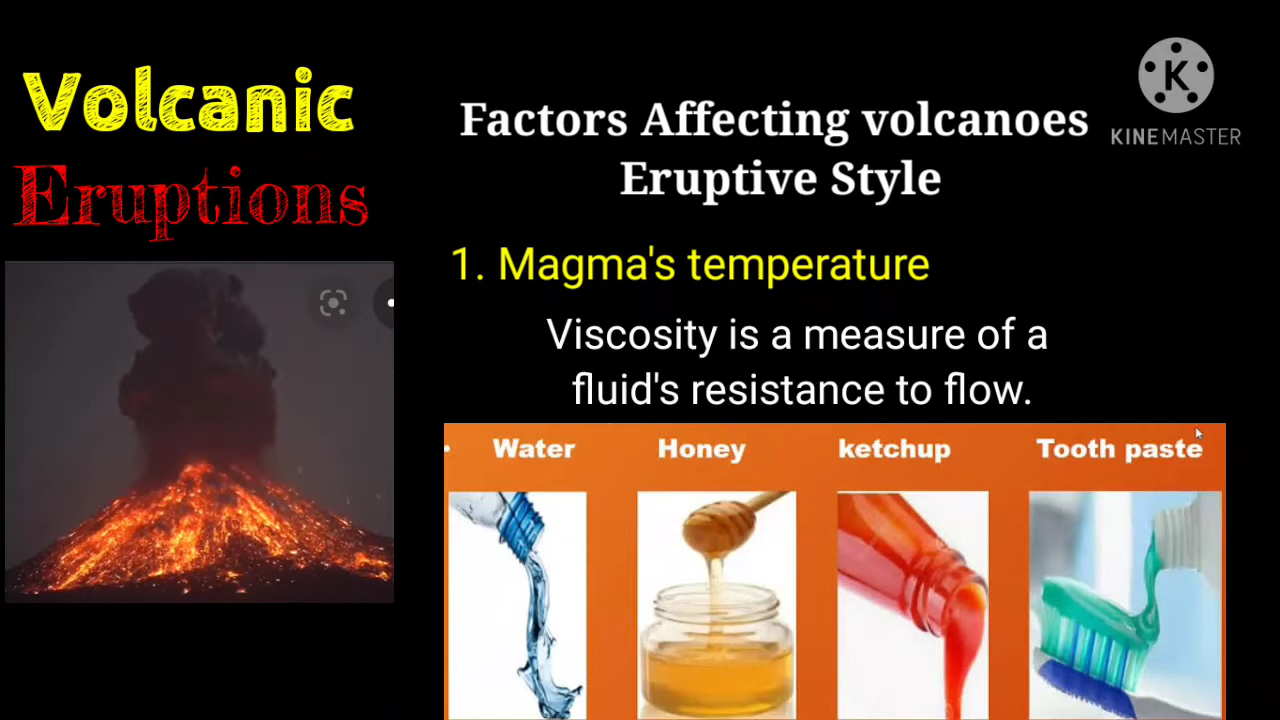 Volcanic
Eruptions
Factors Affecting volcanoes
Eruptive Style
K
KINEMASTER
1. Magma's temperature
Viscosity is a measure of a
fluid's resistance to flow.
• Water Honey ketchup Tooth paste